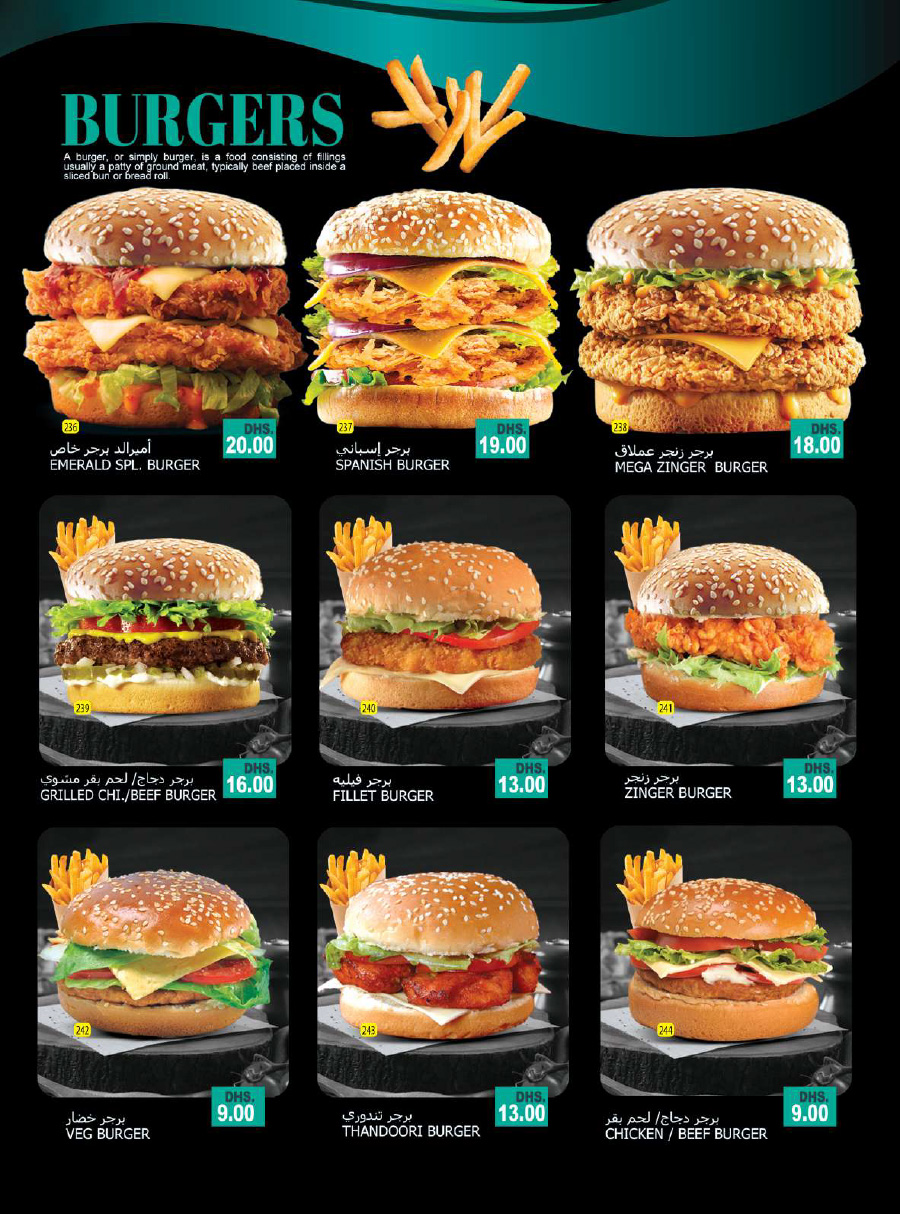 BURGERS
A burger, or simply burger, is a food consisting of fillings
usually a patty of ground meat, typically beef placed inside a
sliced bun or bread roll.
236
أميرالد برجر خاص
EMERALD SPL. BURGER
DHS.
20.00
237
برجر إسباني
SPANISH BURGER
DHS.
19.00
238
برجر زنجر عملاق
MEGA ZINGER BURGER
DHS.
18.00
239
برجر دجاج/ لحم بقر مشوي
GRILLED CHI./BEEF BURGER
DHS.
16.00
240
برجر فيليه
FILLET BURGER
DHS.
13.00
241
برجر زنجر
ZINGER BURGER
DHS.
13.00
242
برجر خضار
VEG BURGER
DHS.
9.00
243
برجر تندوري
THANDOORI BURGER
DHS.
13.00
244
برجر دجاج/ لحم بقر
CHICKEN / BEEF BURGER
DHS.
9.00